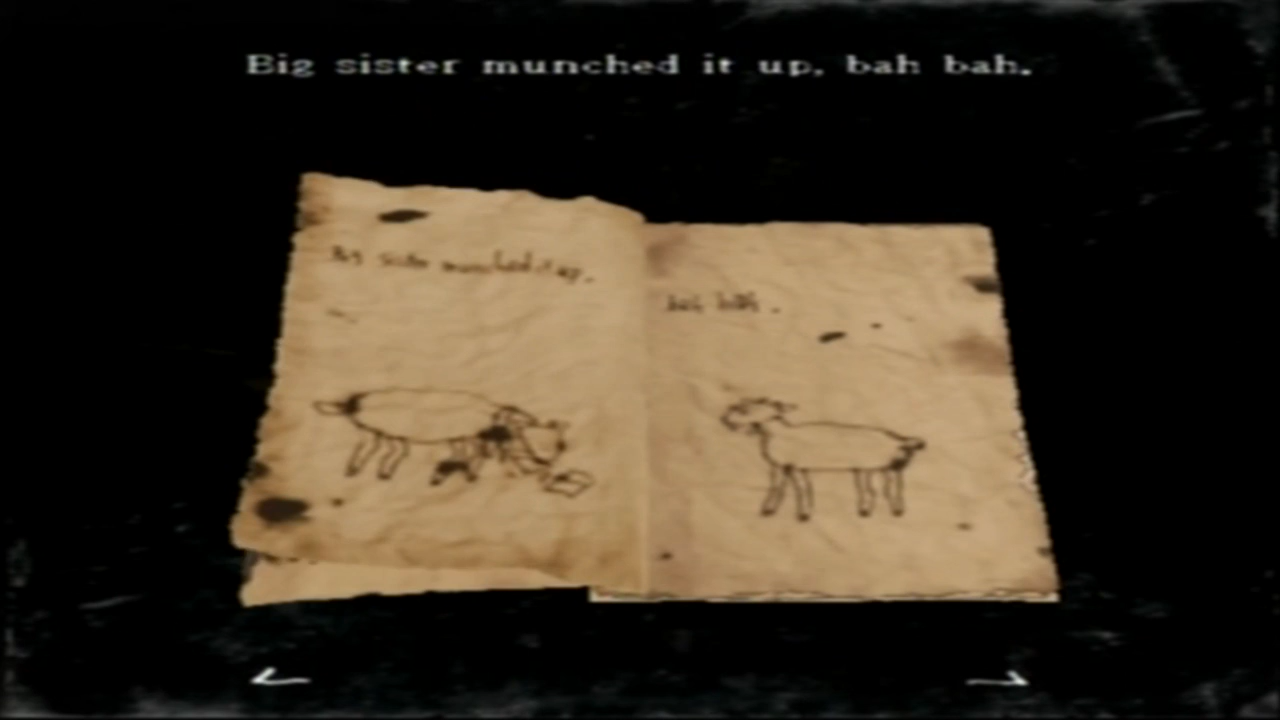 Big sister munched it up, bah bah.
Big sister munched it up.
bah bah.